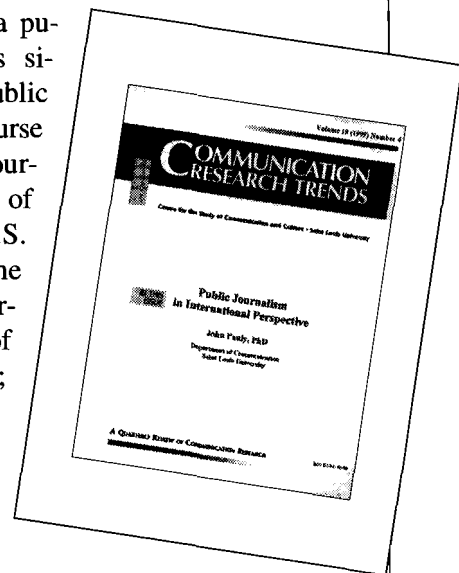 a pu-
s si-
ublic
urse
our-
of
.S.
ne
r-
of
;
Volume 19 (1999) Number 4
COMMUNICATION
RESEARCH TRENDS
Centre for the Study of Communication and Culture • Saint Louis University
Public Journalism
in International Perspective
John Pauly, PhD
Department of Communication
Saint Louis University
A QUARTERLY REVIEW OF COMMUNICATION RESEARCH